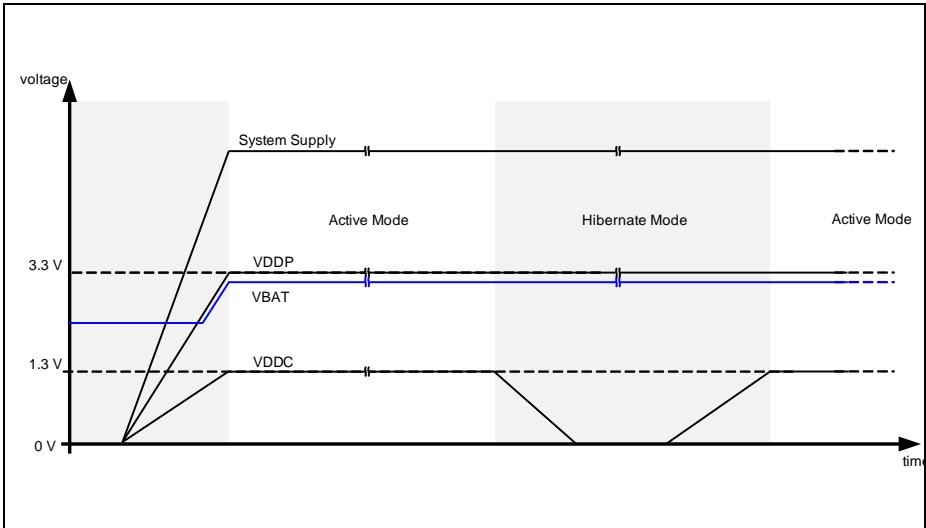 voltage
System Supply
Active Mode
Hibernate Mode
Active Mode
3.3 V
VDDP
VBAT
1.3 V
VDDC
0 V
time